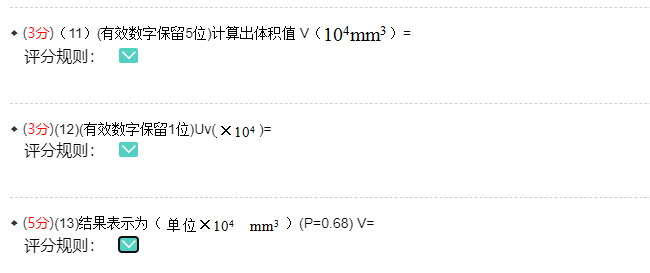 (3分) (11) (有效数字保留5位)计算出体积值 V (10⁴mm³) =
评分规则：
(3分)(12)(有效数字保留1位)Uv(×10⁴)=
评分规则：
(5分)(13)结果表示为（ 单位×10⁴ mm³ ）(P=0.68) V=
评分规则：